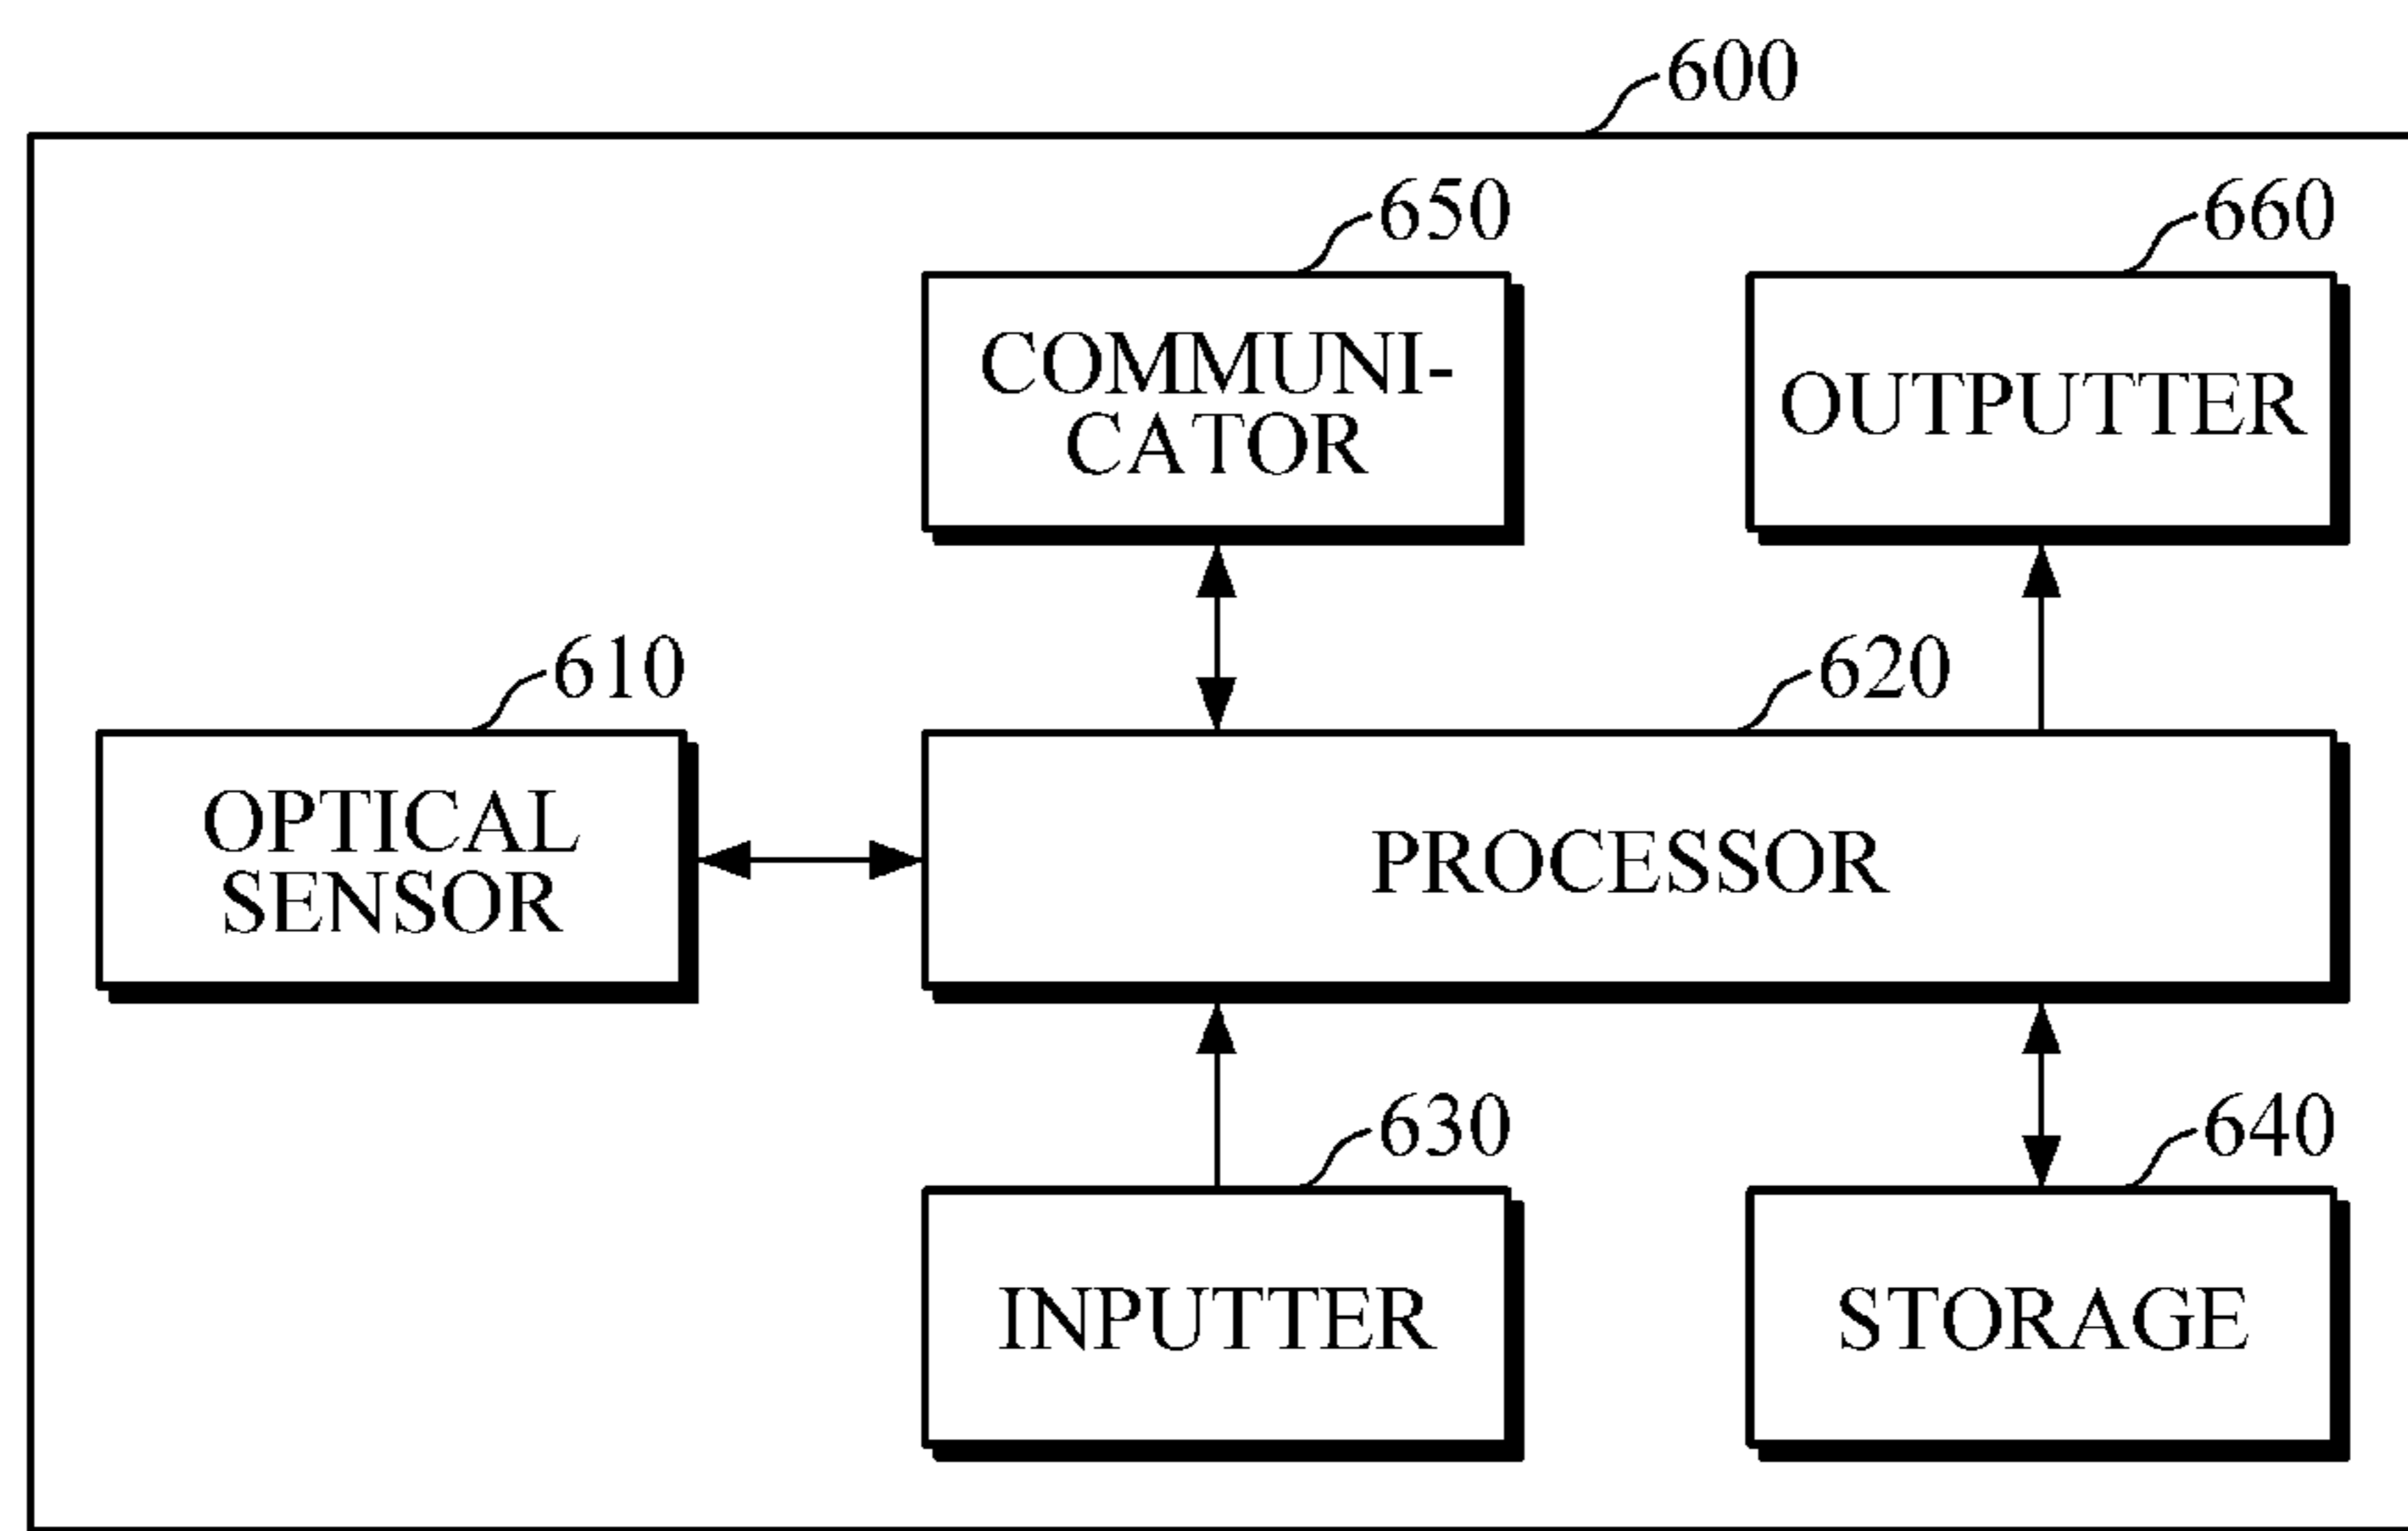 600
650
660
COMMUNI-
CATOR
OUTPUTTER
610
620
OPTICAL
SENSOR
PROCESSOR
630
640
INPUTTER
STORAGE